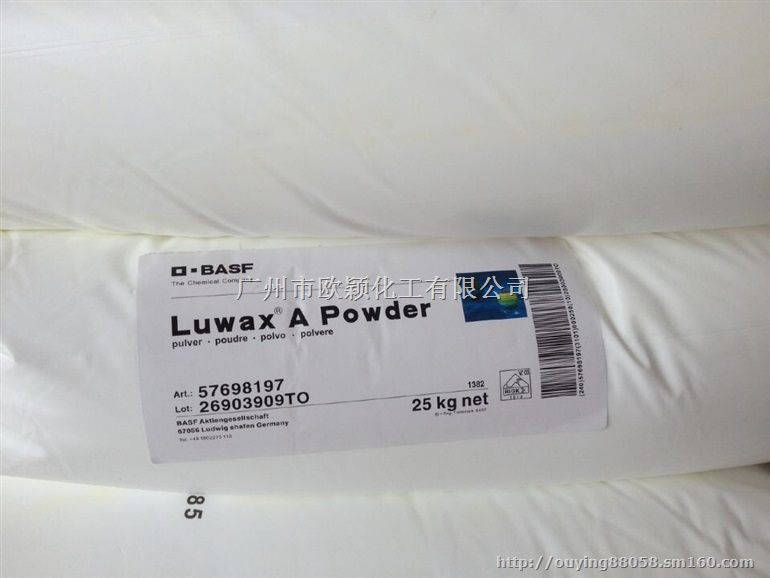 BASF
The Chemical Com
广州市欧颖化工有限公司
Luwax® A Powder
pulver · poudre · polvo · polvere
Art.: 57698197
1382
Lot: 26903909TO
25 kg net
RIGK
BASF Aktiengesellschaft
67056 Ludwigshafen Germany
85
http://ouying88058.sm160.com